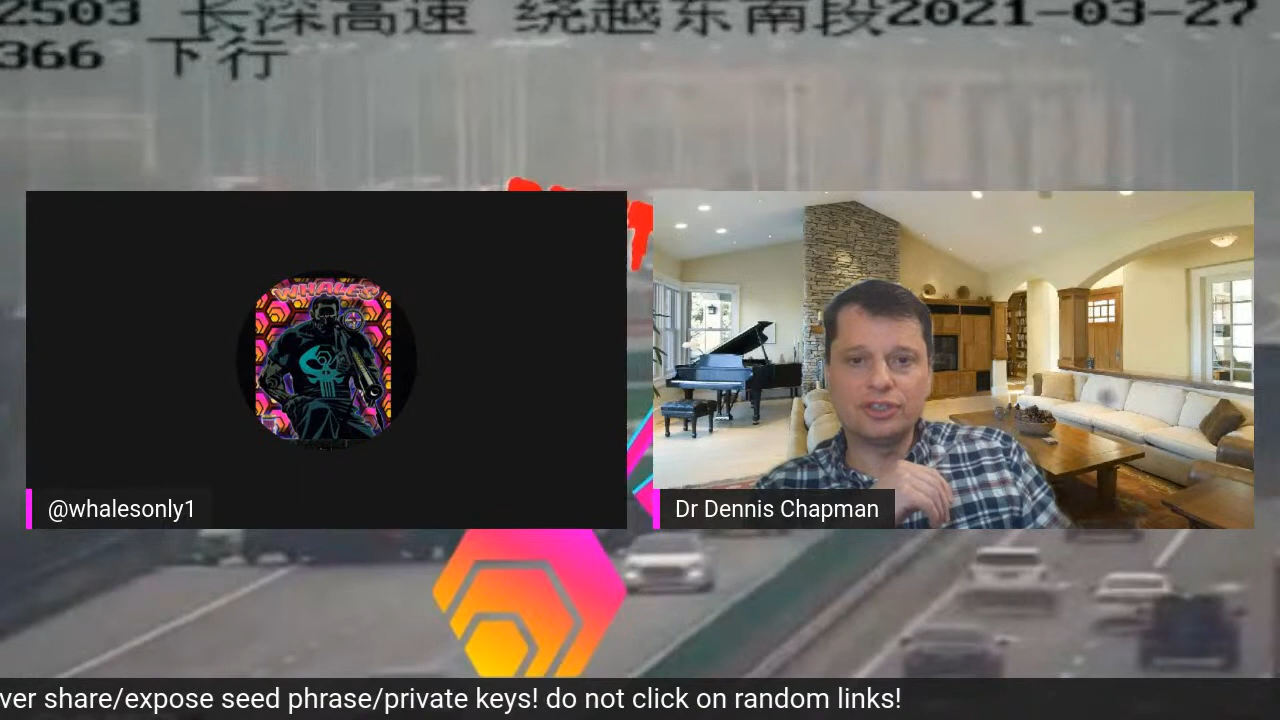 2503 长深高速 绕越东南段2021-03-27
366 下行
WHALES
@whalesonly1
Dr Dennis Chapman
ver share/expose seed phrase/private keys! do not click on random links!